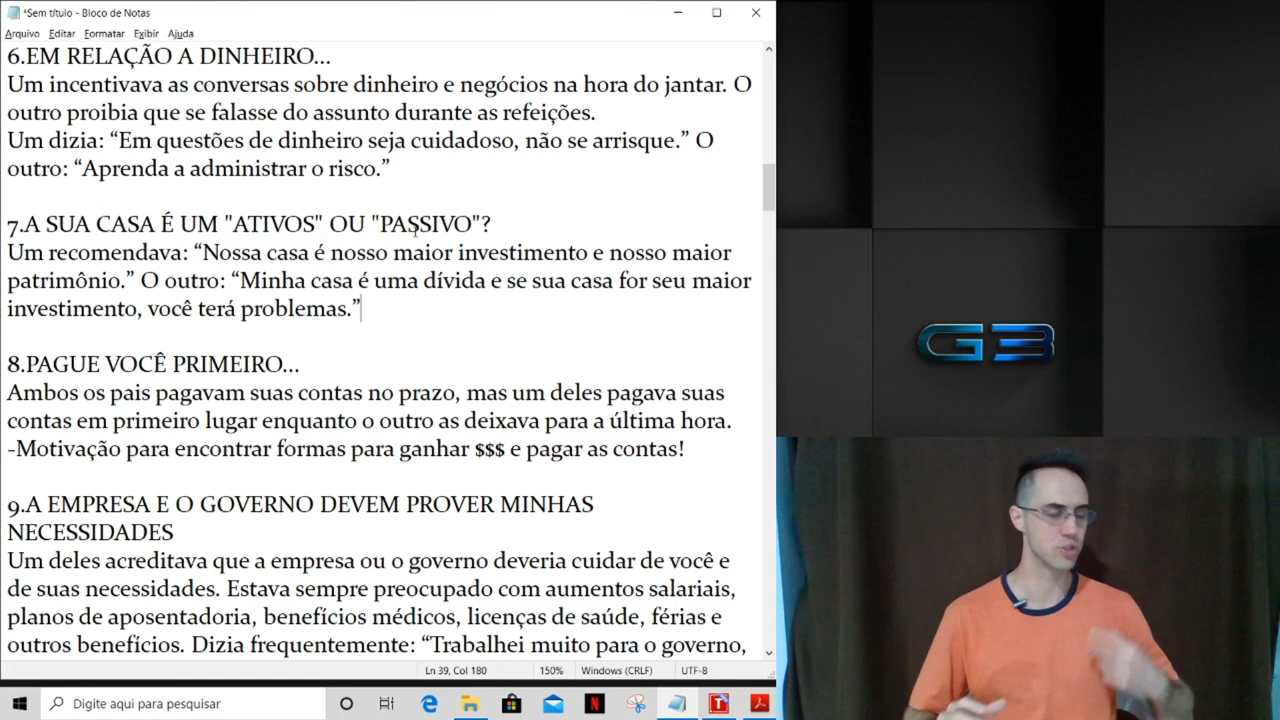 *Sem título - Bloco de Notas
Arquivo Editar Formatar Exibir Ajuda
6.EM RELAÇÃO A DINHEIRO...
Um incentivava as conversas sobre dinheiro e negócios na hora do jantar. O
outro proibia que se falasse do assunto durante as refeições.
Um dizia: “Em questões de dinheiro seja cuidadoso, não se arrisque.” O
outro: “Aprenda a administrar o risco.”
7.A SUA CASA É UM "ATIVOS" OU "PASSIVO"?
Um recomendava: “Nossa casa é nosso maior investimento e nosso maior
patrimônio.” O outro: “Minha casa é uma dívida e se sua casa for seu maior
investimento, você terá problemas.”
8.PAGUE VOCÊ PRIMEIRO...
Ambos os pais pagavam suas contas no prazo, mas um deles pagava suas
contas em primeiro lugar enquanto o outro as deixava para a última hora.
-Motivação para encontrar formas para ganhar $$$ e pagar as contas!
9.A EMPRESA E O GOVERNO DEVEM PROVER MINHAS
NECESSIDADES
Um deles acreditava que a empresa ou o governo deveria cuidar de você e
de suas necessidades. Estava sempre preocupado com aumentos salariais,
planos de aposentadoria, benefícios médicos, licenças de saúde, férias e
outros benefícios. Dizia frequentemente: “Trabalhei muito para o governo,
Ln 39, Col 180 150% Windows (CRLF) UTF-8
Digite aqui para pesquisar
G3